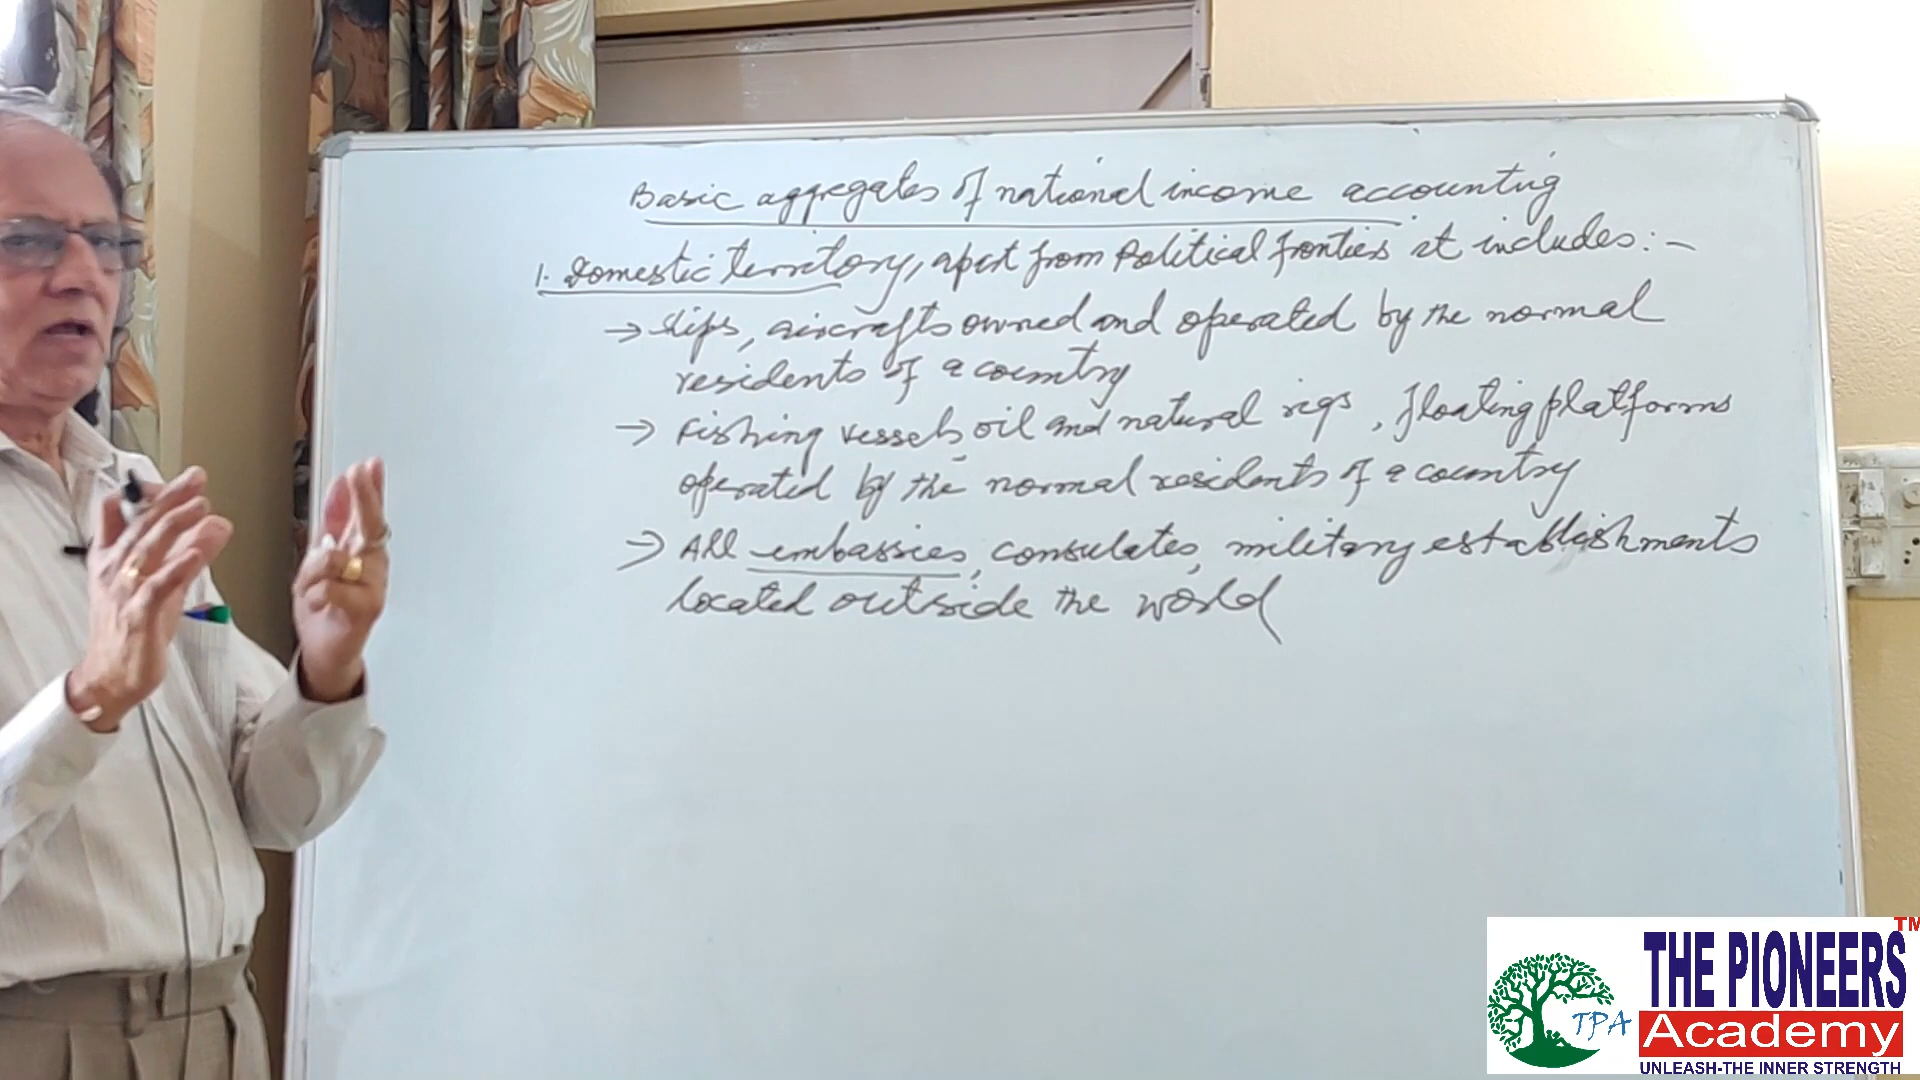 Basic aggregates of national income accounting
1. Domestic territory, apart from Political frontiers it includes:-
→ Ships, aircrafts owned and operated by the normal
residents of a country
→ Fishing vessels, oil and natural rigs, floating platforms
operated by the normal residents of a country
→ All embassies, consulates, military establishments
located outside the world
TPA
THE PIONEERS™
Academy
UNLEASH-THE INNER STRENGTH